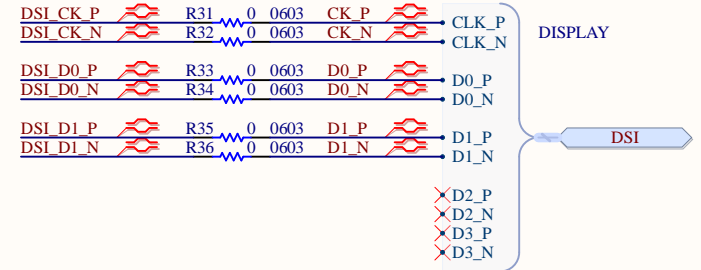 DSI_CK_P R31 0 0603 CK_P CLK_P
DSI_CK_N R32 0 0603 CK_N CLK_N
DISPLAY
DSI_D0_P R33 0 0603 D0_P D0_P
DSI_D0_N R34 0 0603 D0_N D0_N
DSI_D1_P R35 0 0603 D1_P D1_P
DSI_D1_N R36 0 0603 D1_N D1_N
DSI
D2_P
D2_N
D3_P
D3_N